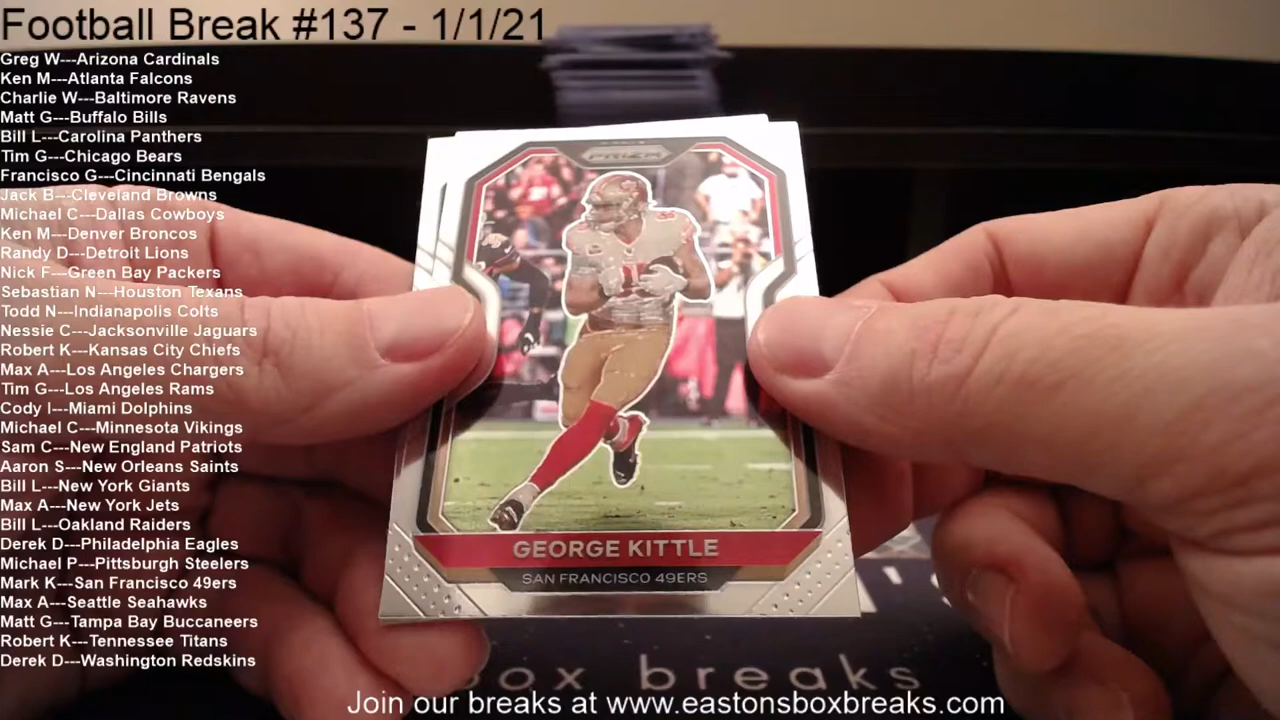 Football Break #137 - 1/1/21
Greg W---Arizona Cardinals
Ken M---Atlanta Falcons
Charlie W---Baltimore Ravens
Matt G---Buffalo Bills
Bill L---Carolina Panthers
Tim G---Chicago Bears
Francisco G---Cincinnati Bengals
Jack B---Cleveland Browns
Michael C---Dallas Cowboys
Ken M---Denver Broncos
Randy D---Detroit Lions
Nick F---Green Bay Packers
Sebastian N---Houston Texans
Todd N---Indianapolis Colts
Nessie C---Jacksonville Jaguars
Robert K---Kansas City Chiefs
Max A---Los Angeles Chargers
Tim G---Los Angeles Rams
Cody I---Miami Dolphins
Michael C---Minnesota Vikings
Sam C---New England Patriots
Aaron S---New Orleans Saints
Bill L---New York Giants
Max A---New York Jets
Bill L---Oakland Raiders
Derek D---Philadelphia Eagles
Michael P---Pittsburgh Steelers
Mark K---San Francisco 49ers
Max A---Seattle Seahawks
Matt G---Tampa Bay Buccaneers
Robert K---Tennessee Titans
Derek D---Washington Redskins
PRIZM
GEORGE KITTLE
SAN FRANCISCO 49ERS
box breaks
Join our breaks at www.eastonsboxbreaks.com